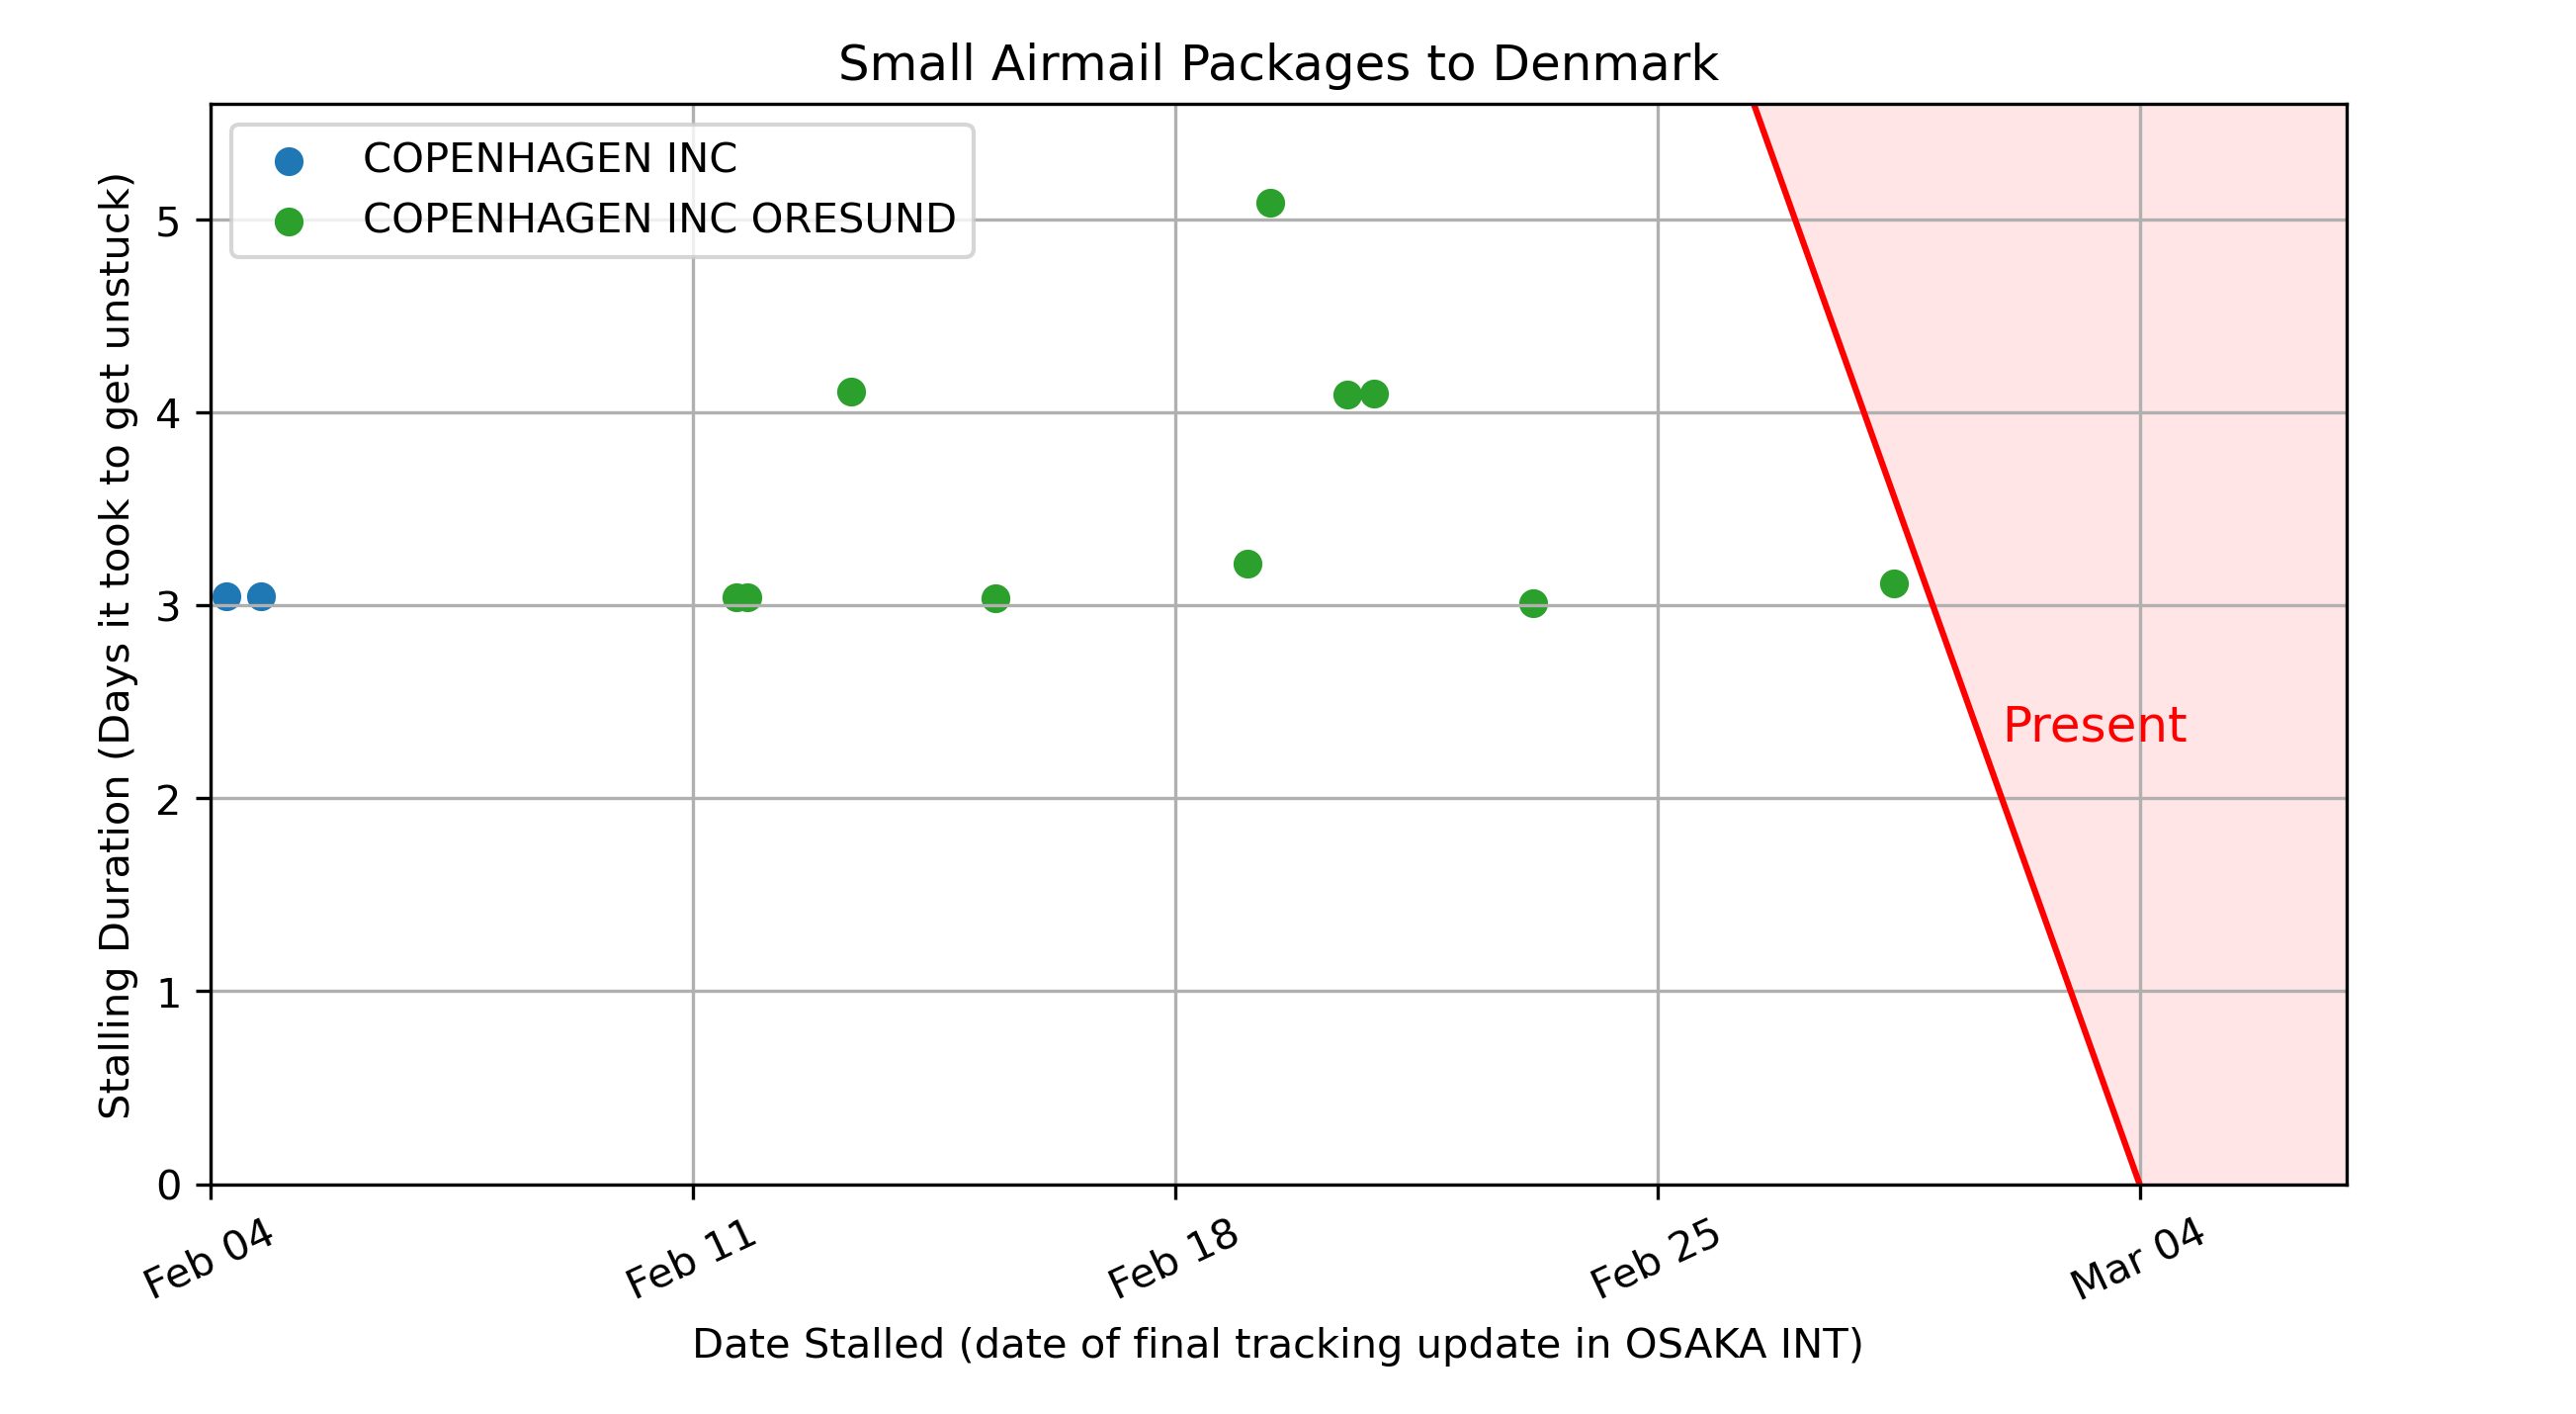 Small Airmail Packages to Denmark
COPENHAGEN INC
COPENHAGEN INC ORESUND
Stalling Duration (Days it took to get unstuck)
5
4
3
2
1
0
Present
Feb 04
Feb 11
Feb 18
Feb 25
Mar 04
Date Stalled (date of final tracking update in OSAKA INT)